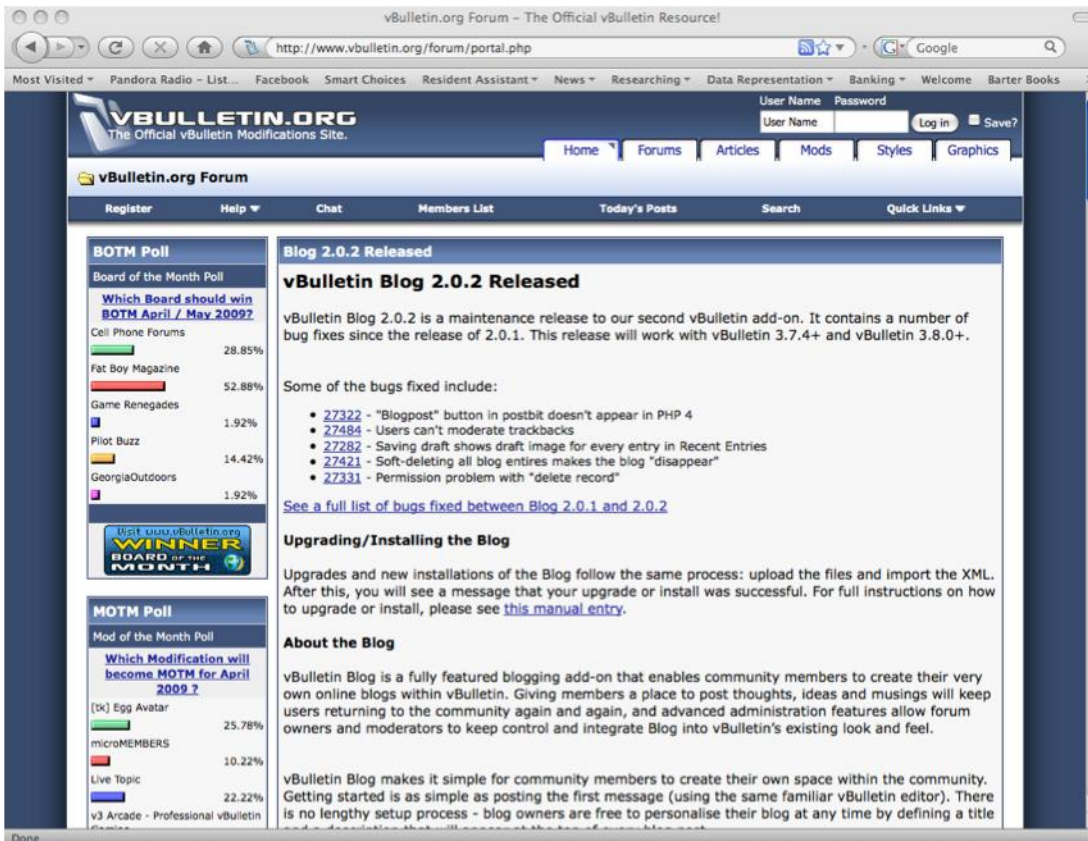 vBulletin.org Forum – The Official vBulletin Resource!
http://www.vbulletin.org/forum/portal.php
Google
Most Visited Pandora Radio – List... Facebook Smart Choices Resident Assistant News Researching Data Representation Banking Welcome Barter Books
VBULLETIN.ORG
The Official vBulletin Modifications Site.
User Name Password
User Name Log in Save?
Home Forums Articles Mods Styles Graphics
vBulletin.org Forum
Register Help Chat Members List Today's Posts Search Quick Links
BOTM Poll
Board of the Month Poll
Which Board should win
BOTM April / May 2009?
Cell Phone Forums
28.85%
Fat Boy Magazine
52.88%
Game Renegades
1.92%
Pilot Buzz
14.42%
GeorgiaOutdoors
1.92%
Visit www.vBulletin.org
WINNER
BOARD OF THE
MONTH
MOTM Poll
Mod of the Month Poll
Which Modification will
become MOTM for April
2009 ?
[tk] Egg Avatar
25.78%
microMEMBERS
10.22%
Live Topic
22.22%
v3 Arcade - Professional vBulletin
Blog 2.0.2 Released
vBulletin Blog 2.0.2 Released
vBulletin Blog 2.0.2 is a maintenance release to our second vBulletin add-on. It contains a number of
bug fixes since the release of 2.0.1. This release will work with vBulletin 3.7.4+ and vBulletin 3.8.0+.
Some of the bugs fixed include:
• 27322 - "Blogpost" button in postbit doesn't appear in PHP 4
• 27484 - Users can't moderate trackbacks
• 27282 - Saving draft shows draft image for every entry in Recent Entries
• 27421 - Soft-deleting all blog entires makes the blog "disappear"
• 27331 - Permission problem with "delete record"
See a full list of bugs fixed between Blog 2.0.1 and 2.0.2
Upgrading/Installing the Blog
Upgrades and new installations of the Blog follow the same process: upload the files and import the XML.
After this, you will see a message that your upgrade or install was successful. For full instructions on how
to upgrade or install, please see this manual entry.
About the Blog
vBulletin Blog is a fully featured blogging add-on that enables community members to create their very
own online blogs within vBulletin. Giving members a place to post thoughts, ideas and musings will keep
users returning to the community again and again, and advanced administration features allow forum
owners and moderators to keep control and integrate Blog into vBulletin's existing look and feel.
vBulletin Blog makes it simple for community members to create their own space within the community.
Getting started is as simple as posting the first message (using the same familiar vBulletin editor). There
is no lengthy setup process - blog owners are free to personalise their blog at any time by defining a title
Done